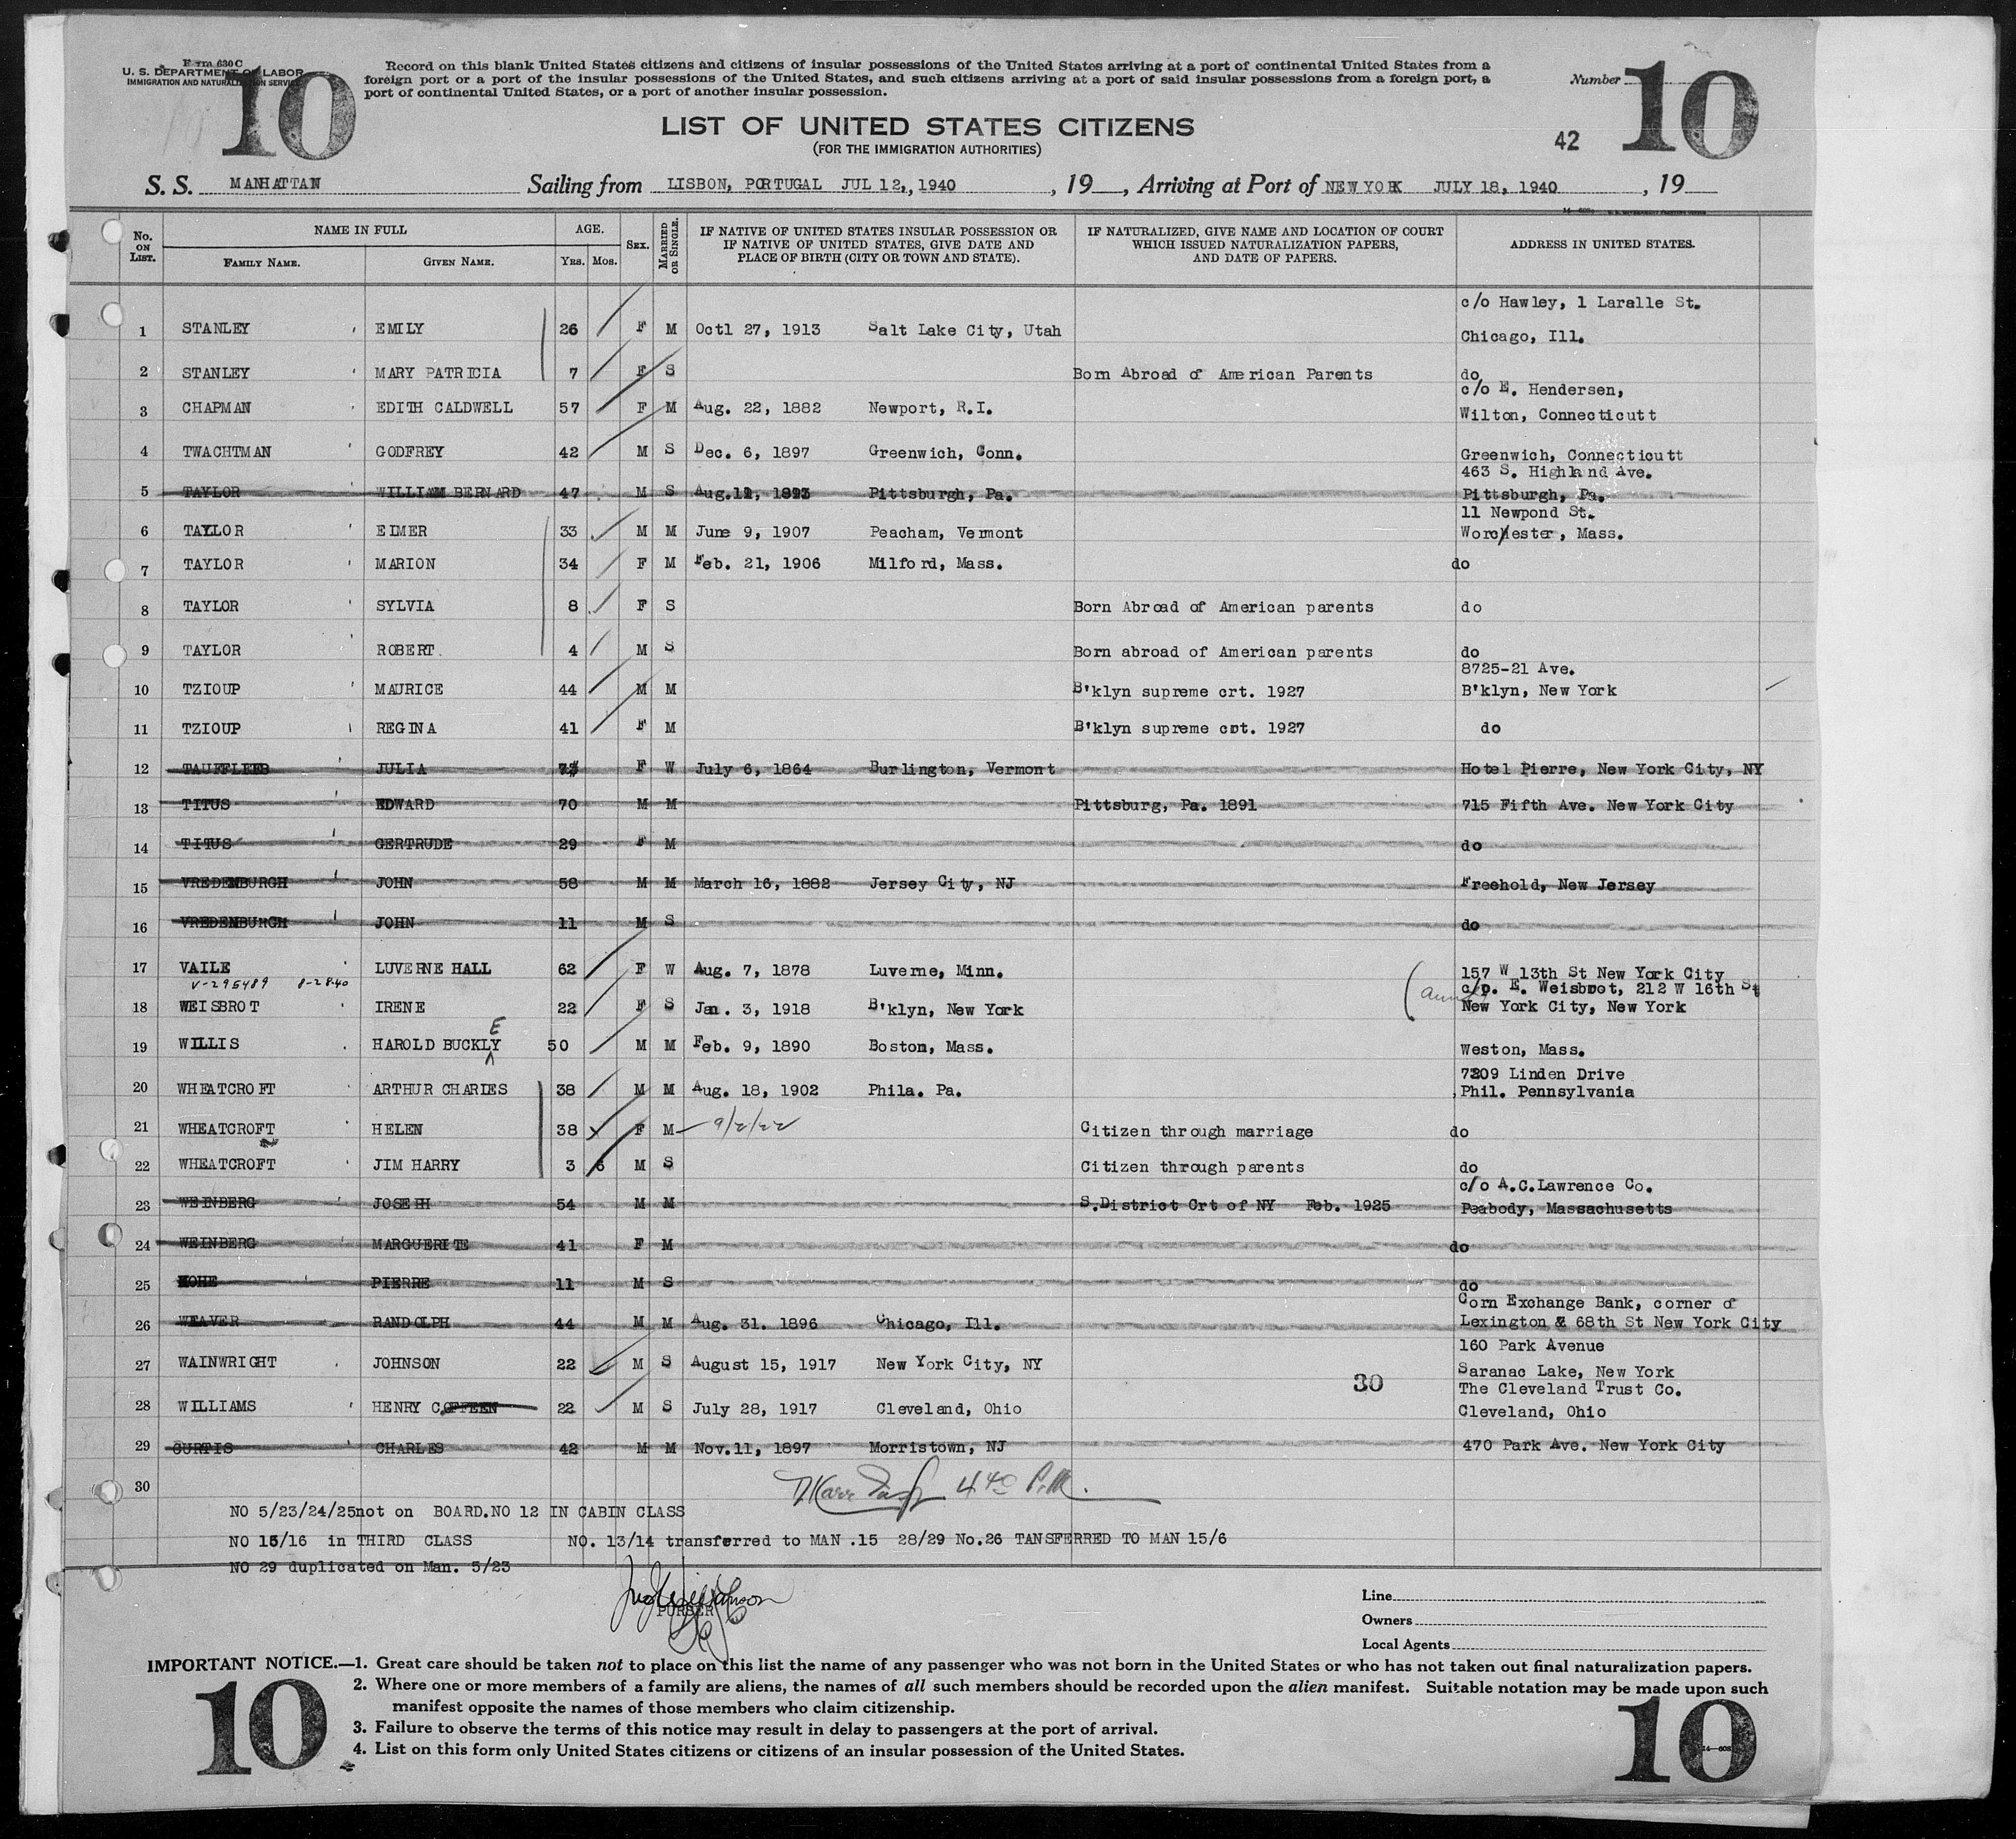 Form 630 C
U. S. DEPARTMENT OF LABOR
IMMIGRATION AND NATURALIZATION SERVICE
10
Record on this blank United States citizens and citizens of insular possessions of the United States arriving at a port of continental United States from a
foreign port or a port of the insular possessions of the United States, and such citizens arriving at a port of said insular possessions from a foreign port, a
port of continental United States, or a port of another insular possession.
Number
10
LIST OF UNITED STATES CITIZENS
(FOR THE IMMIGRATION AUTHORITIES)
42
S. S. MANHATTAN Sailing from LISBON, PORTUGAL JUL 12,, 1940, 19__, Arriving at Port of NEW YORK JULY 18, 1940, 19__
No. ON LIST. NAME IN FULL FAMILY NAME. GIVEN NAME. AGE. YRS. MOS. SEX. MARRIED OR SINGLE. IF NATIVE OF UNITED STATES INSULAR POSSESSION OR IF NATIVE OF UNITED STATES, GIVE DATE AND PLACE OF BIRTH (CITY OR TOWN AND STATE). IF NATURALIZED, GIVE NAME AND LOCATION OF COURT WHICH ISSUED NATURALIZATION PAPERS, AND DATE OF PAPERS. ADDRESS IN UNITED STATES.
c/o Hawley, 1 Laralle St.
1 STANLEY EMILY 26 F M Octl 27, 1913 Salt Lake City, Utah Chicago, Ill.
2 STANLEY MARY PATRICIA 7 F S Born Abroad of American Parents do
c/o E. Hendersen,
3 CHAPMAN EDITH CALDWELL 57 F M Aug. 22, 1882 Newport, R.I. Wilton, Connecticutt
4 TWACHTMAN GODFREY 42 M S Dec. 6, 1897 Greenwich, Conn. Greenwich, Connecticutt
463 S. Highland Ave.
5 TAYLOR WILLIAM BERNARD 47 M S Aug. Pittsburgh, Pa. Pittsburgh, Pa.
11 Newpond St.
6 TAYLOR ELMER 33 M M June 9, 1907 Peacham, Vermont Worchester, Mass.
7 TAYLOR MARION 34 F M Feb. 21, 1906 Milford, Mass. do
8 TAYLOR SYLVIA 8 F S Born Abroad of American parents do
9 TAYLOR ROBERT. 4 M S Born abroad of American parents do
8725-21 Ave.
10 TZIOUP MAURICE 44 M M B'klyn supreme crt. 1927 B'klyn, New York
11 TZIOUP REGINA 41 F M B'klyn supreme crt. 1927 do
12 JULIA F W July 6, 1864 Burlington, Vermont Hotel Pierre, New York City, NY
13 TITUS EDWARD 70 M M Pittsburg, Pa. 1891 715 Fifth Ave. New York City
14 TITUS GERTRUDE 29 F M do
15 VREDENBURGH JOHN 58 M M March 16, 1882 Jersey City, NJ Freehold, New Jersey
16 VREDENBURGH JOHN 11 M S do
17 VAILE LUVERNE HALL 62 F W Aug. 7, 1878 Luverne, Minn. 157 W 13th St New York City
V-295489 8-28-40 c/o. E. Weisbrot, 212 W 16th St
18 WEISBROT IRENE 22 F S Jan. 3, 1918 B'klyn, New York New York City, New York
E
19 WILLIS HAROLD BUCKLY 50 M M Feb. 9, 1890 Boston, Mass. Weston, Mass.
7209 Linden Drive
20 WHEATCROFT ARTHUR CHARLES 38 M M Aug. 18, 1902 Phila. Pa. Phil. Pennsylvania
21 WHEATCROFT HELEN 38 F M 9/2/22 Citizen through marriage do
22 WHEATCROFT JIM HARRY 3 6 M S Citizen through parents do
c/o A.C.Lawrence Co.
23 WEINBERG JOSEPH 54 M M S.District Crt of NY Feb. 1925 Peabody, Massachusetts
24 WEINBERG MARGUERITE 41 F M do
25 PIERRE 11 M S do
Corn Exchange Bank, corner of
26 WEAVER RANDOLPH 44 M M Aug. 31. 1896 Chicago, Ill. Lexington & 68th St New York City
160 Park Avenue
27 WAINWRIGHT JOHNSON 22 M S August 15, 1917 New York City, NY Saranac Lake, New York
30 The Cleveland Trust Co.
28 WILLIAMS HENRY COFFEEN 22 M S July 28, 1917 Cleveland, Ohio Cleveland, Ohio
29 CURTIS CHARLES 42 M M Nov.11, 1897 Morristown, NJ 470 Park Ave. New York City
30
NO 5/23/24/25not on BOARD.NO 12 IN CABIN CLASS
NO 15/16 in THIRD CLASS NO. 13/14 transferred to MAN .15 28/29 No.26 TANSFERRED TO MAN 15/6
NO 29 duplicated on Man. 5/23
PURSER
Line
Owners
Local Agents
IMPORTANT NOTICE.—1. Great care should be taken not to place on this list the name of any passenger who was not born in the United States or who has not taken out final naturalization papers.
2. Where one or more members of a family are aliens, the names of all such members should be recorded upon the alien manifest. Suitable notation may be made upon such
manifest opposite the names of those members who claim citizenship.
3. Failure to observe the terms of this notice may result in delay to passengers at the port of arrival.
4. List on this form only United States citizens or citizens of an insular possession of the United States.
10
10